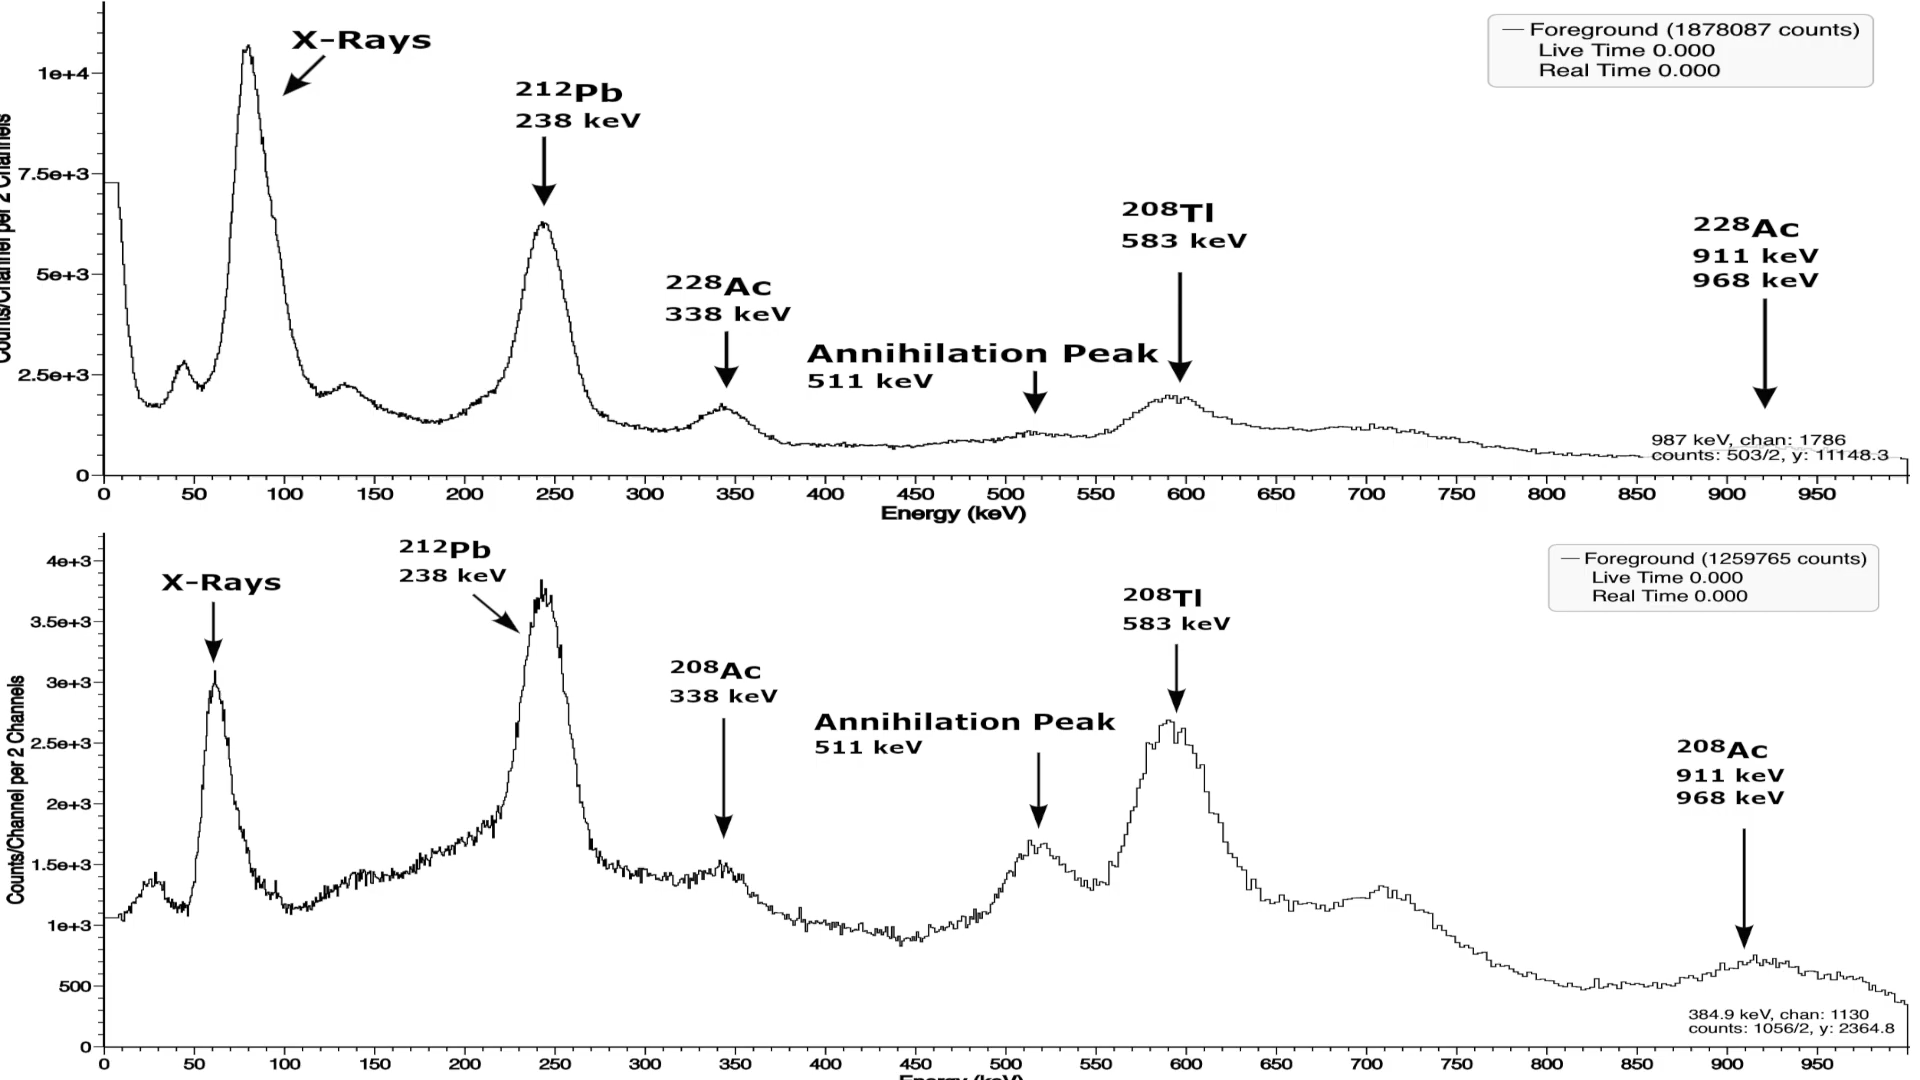 X-Rays
— Foreground (1878087 counts)
Live Time 0.000
Real Time 0.000
²¹²Pb
238 keV
²⁰⁸Tl
583 keV
²²⁸Ac
911 keV
968 keV
²²⁸Ac
338 keV
Annihilation Peak
511 keV
987 keV, chan: 1786
counts: 503/2, y: 11148.3
1e+4
7.5e+3
5e+3
2.5e+3
0
Counts/Channel per 2 Channels
0 50 100 150 200 250 300 350 400 450 500 550 600 650 700 750 800 850 900 950
Energy (keV)
X-Rays
²¹²Pb
238 keV
— Foreground (1259765 counts)
Live Time 0.000
Real Time 0.000
²⁰⁸Tl
583 keV
²⁰⁸Ac
338 keV
Annihilation Peak
511 keV
²⁰⁸Ac
911 keV
968 keV
384.9 keV, chan: 1130
counts: 1056/2, y: 2364.8
4e+3
3.5e+3
3e+3
2.5e+3
2e+3
1.5e+3
1e+3
500
0
Counts/Channel per 2 Channels
0 50 100 150 200 250 300 350 400 450 500 550 600 650 700 750 800 850 900 950
Energy (keV)